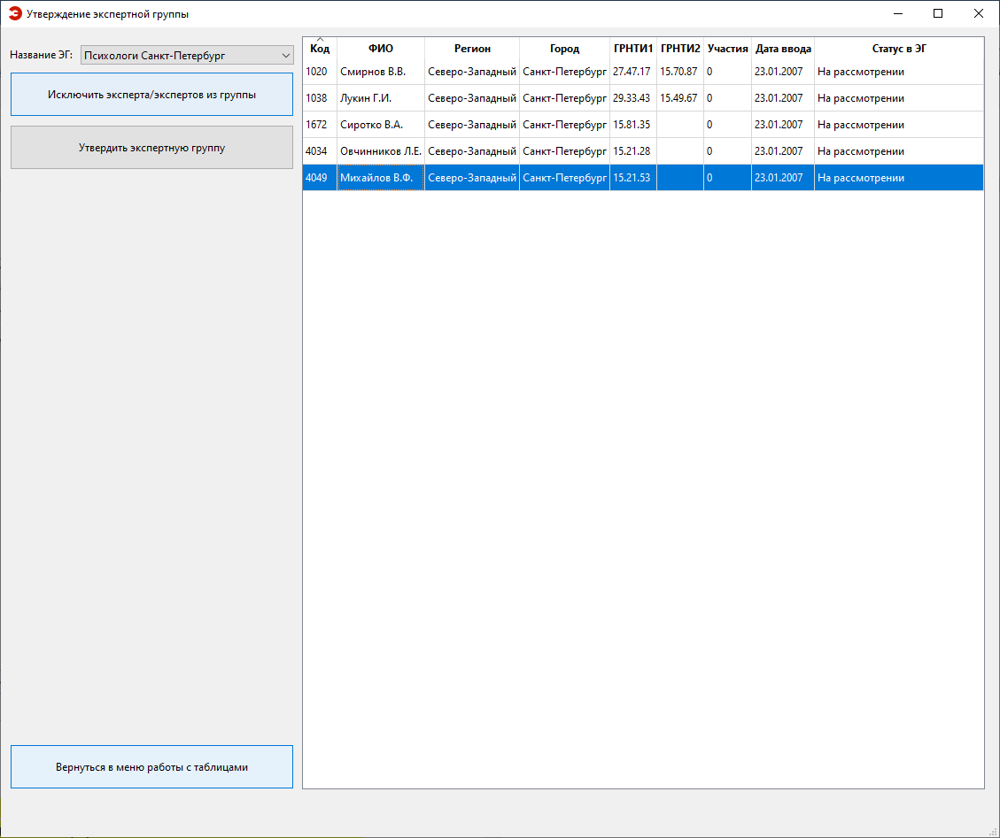 Утверждение экспертной группы
Название ЭГ: Психологи Санкт-Петербург
Исключить эксперта/экспертов из группы
Утвердить экспертную группу
Вернуться в меню работы с таблицами
Код ФИО Регион Город ГРНТИ1 ГРНТИ2 Участия Дата ввода Статус в ЭГ
1020 Смирнов В.В. Северо-Западный Санкт-Петербург 27.47.17 15.70.87 0 23.01.2007 На рассмотрении
1038 Лукин Г.И. Северо-Западный Санкт-Петербург 29.33.43 15.49.67 0 23.01.2007 На рассмотрении
1672 Сиротко В.А. Северо-Западный Санкт-Петербург 15.81.35 0 23.01.2007 На рассмотрении
4034 Овчинников Л.Е. Северо-Западный Санкт-Петербург 15.21.28 0 23.01.2007 На рассмотрении
4049 Михайлов В.Ф. Северо-Западный Санкт-Петербург 15.21.53 0 23.01.2007 На рассмотрении